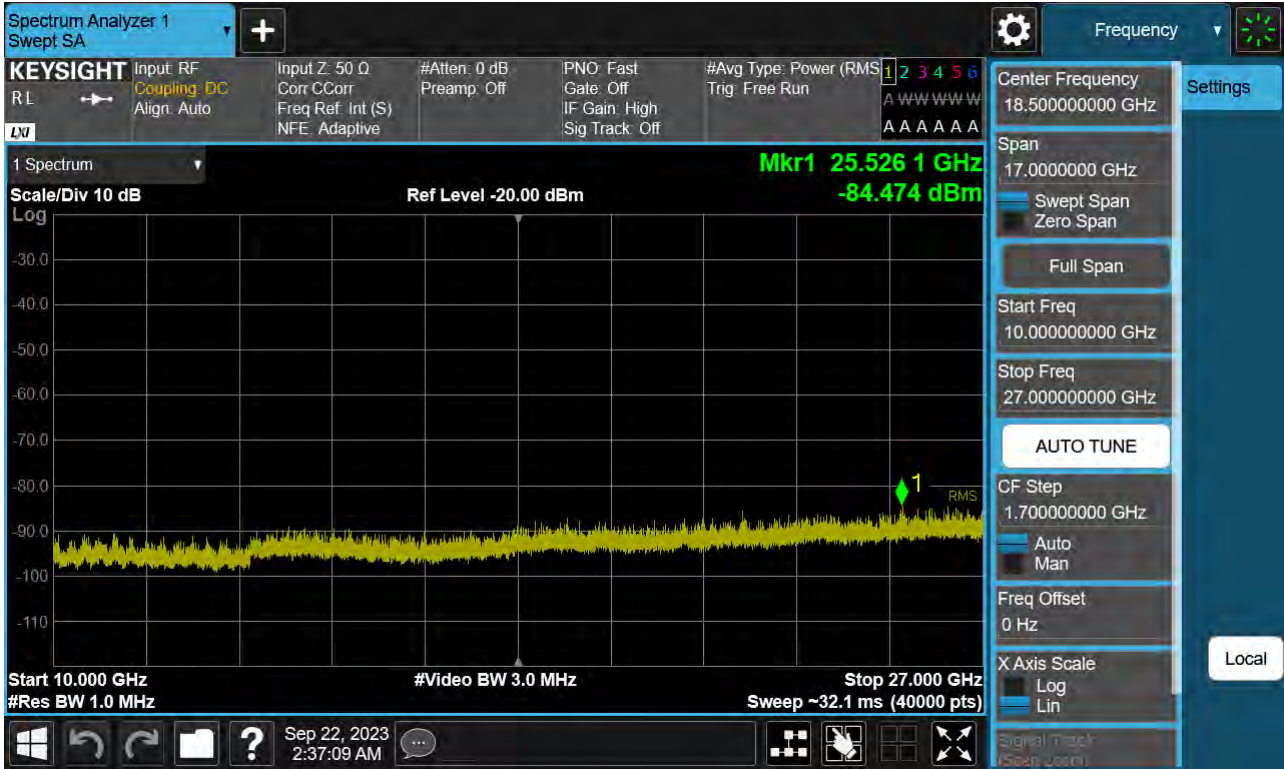 Spectrum Analyzer 1
Swept SA
+
Frequency
KEYSIGHT
RL
LXI
Input: RF
Coupling: DC
Align: Auto
Input Z: 50 Ω
Corr CCorr
Freq Ref: Int (S)
NFE: Adaptive
#Atten: 0 dB
Preamp: Off
PNO: Fast
Gate: Off
IF Gain: High
Sig Track: Off
#Avg Type: Power (RMS
Trig: Free Run
1 2 3 4 5 6
A W W W W W
A A A A A A
1 Spectrum
Scale/Div 10 dB
Ref Level -20.00 dBm
Mkr1 25.526 1 GHz
-84.474 dBm
Log
-30.0
-40.0
-50.0
-60.0
-70.0
-80.0
-90.0
-100
-110
1
RMS
Start 10.000 GHz
#Video BW 3.0 MHz
Stop 27.000 GHz
#Res BW 1.0 MHz
Sweep ~32.1 ms (40000 pts)
Center Frequency
18.500000000 GHz
Span
17.0000000 GHz
Swept Span
Zero Span
Full Span
Start Freq
10.000000000 GHz
Stop Freq
27.000000000 GHz
AUTO TUNE
CF Step
1.700000000 GHz
Auto
Man
Freq Offset
0 Hz
X Axis Scale
Log
Lin
Signal Track
(Span Zoom)
Settings
Local
?
Sep 22, 2023
2:37:09 AM